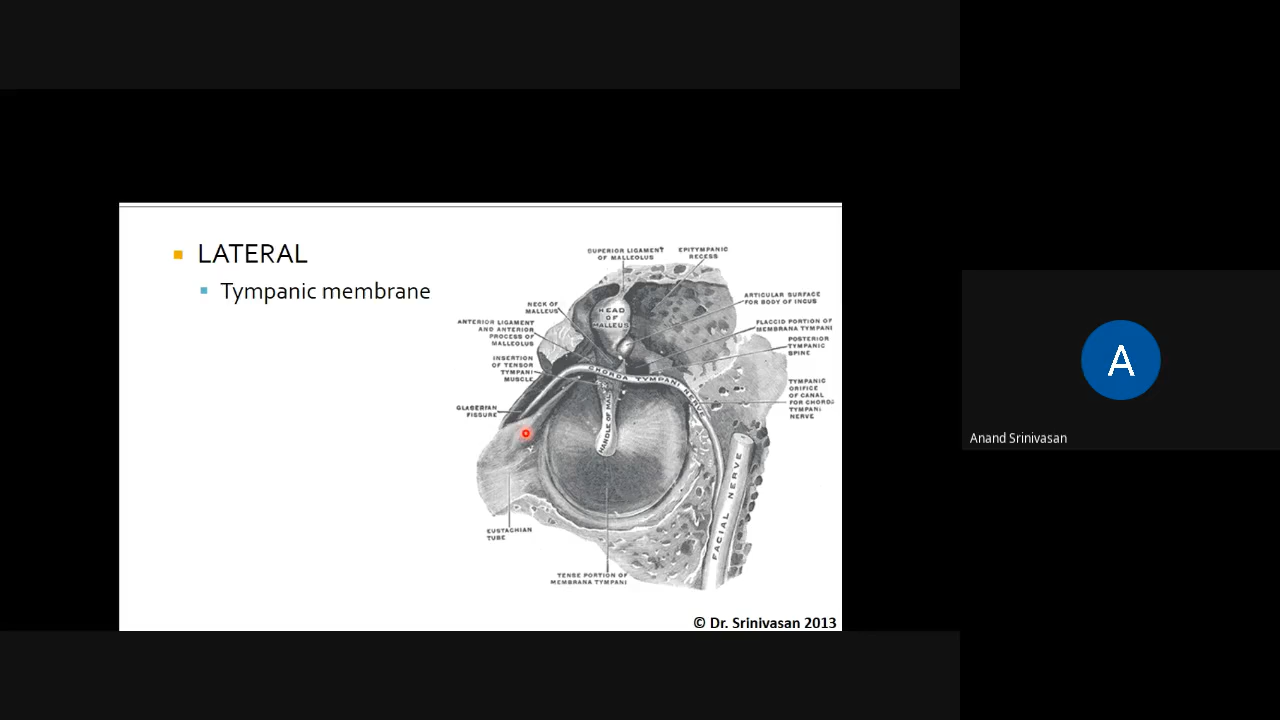 LATERAL
Tympanic membrane
SUPERIOR LIGAMENT
OF MALLEOLUS
EPITYMPANIC
RECESS
NECK OF
MALLEUS
HEAD
OF
MALLEUS
ARTICULAR SURFACE
FOR BODY OF INCUS
ANTERIOR LIGAMENT
AND ANTERIOR
PROCESS OF
MALLEOLUS
FLACCID PORTION OF
MEMBRANA TYMPANI
POSTERIOR
TYMPANIC
SPINE
INSERTION
OF TENSOR
TYMPANI
MUSCLE
CHORDA TYMPANI NERVE
TYMPANIC
ORIFICE
OF CANAL
FOR CHORDA
TYMPANI
NERVE
GLASERIAN
FISSURE
HANDLE OF MAL
FACIAL NERVE
EUSTACHIAN
TUBE
TENSE PORTION OF
MEMBRANA TYMPANI
© Dr. Srinivasan 2013
A
Anand Srinivasan